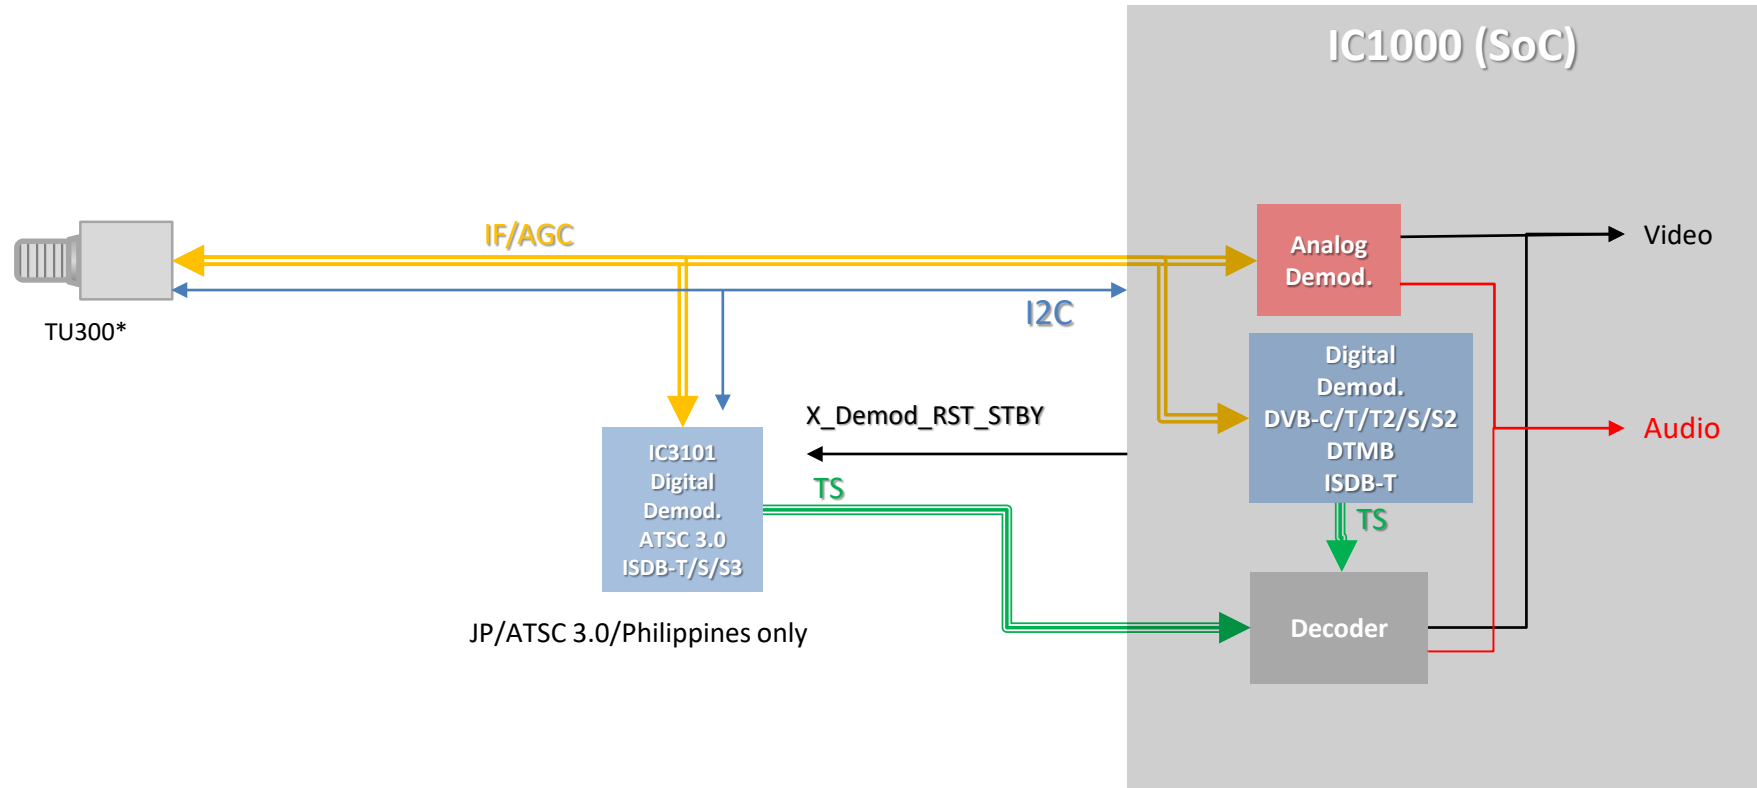 IC1000 (SoC)
IF/AGC
Analog
Demod.
Video
I2C
TU300*
Digital
Demod.
DVB-C/T/T2/S/S2
DTMB
ISDB-T
X_Demod_RST_STBY
Audio
IC3101
Digital
Demod.
ATSC 3.0
ISDB-T/S/S3
TS
TS
Decoder
JP/ATSC 3.0/Philippines only